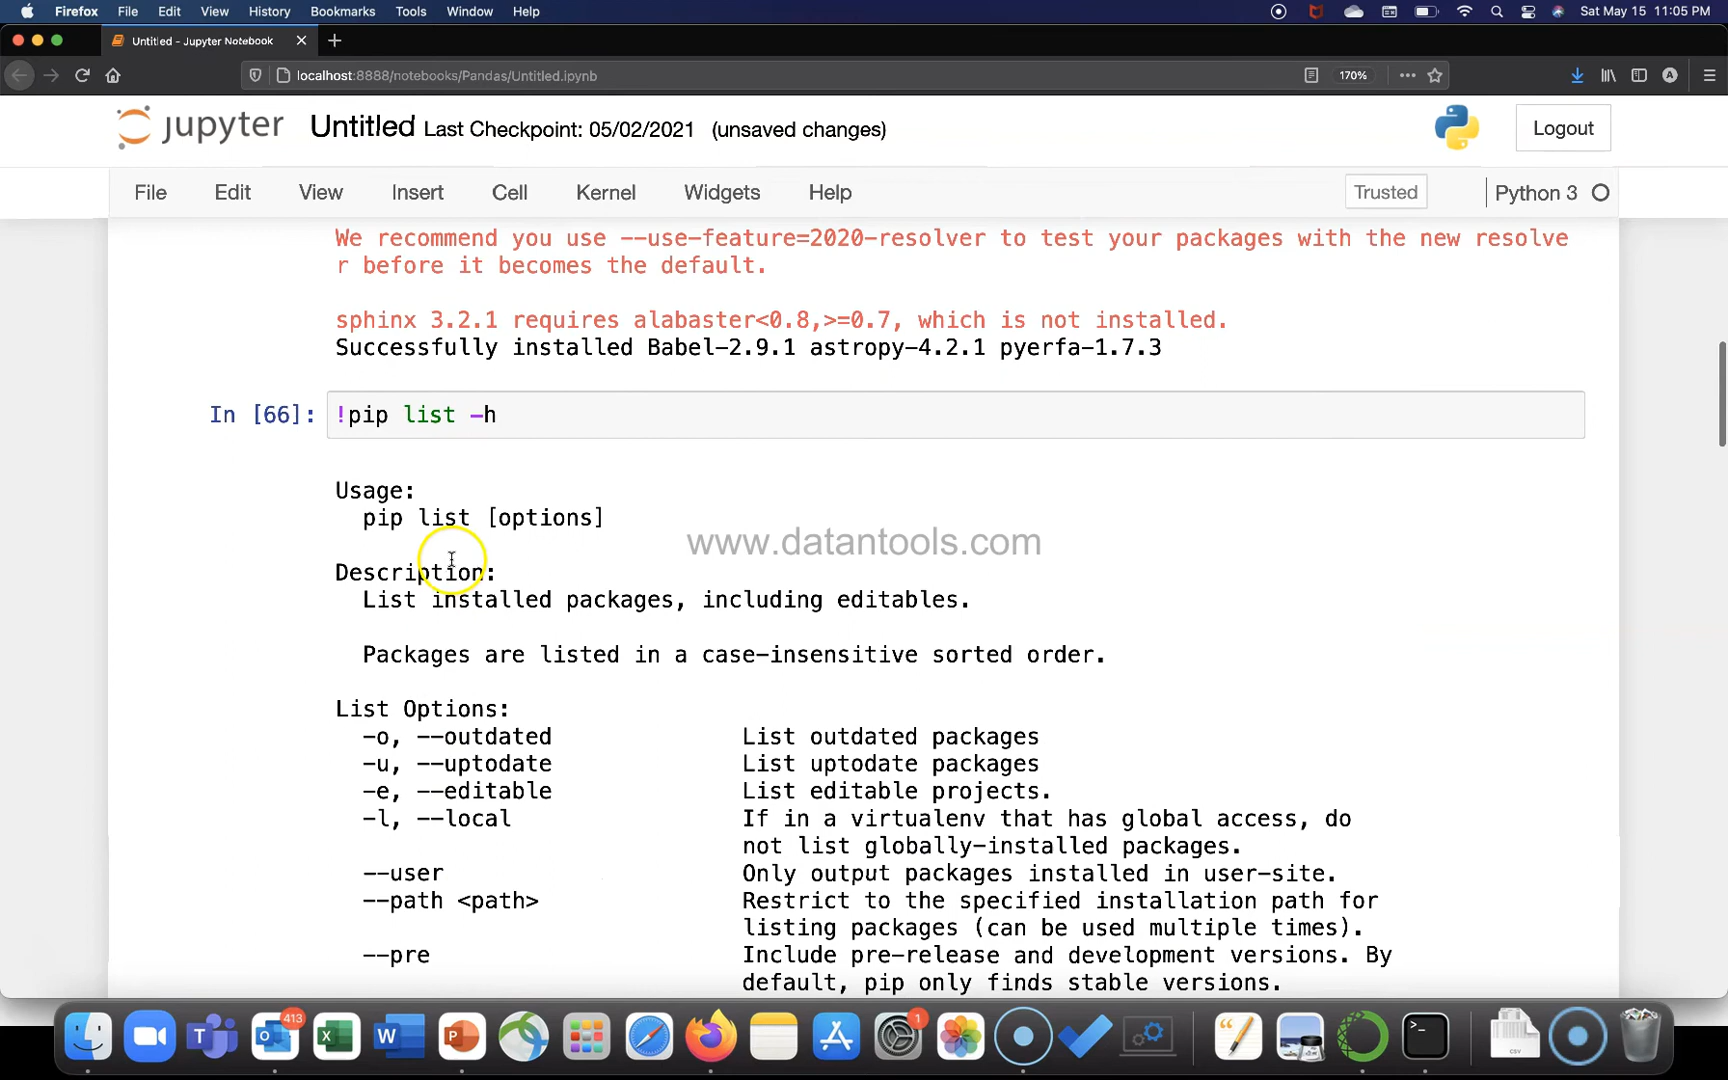 Firefox File Edit View History Bookmarks Tools Window Help Sat May 15 11:05 PM
Untitled - Jupyter Notebook
localhost:8888/notebooks/Pandas/Untitled.ipynb 170%
jupyter Untitled Last Checkpoint: 05/02/2021 (unsaved changes) Logout
File Edit View Insert Cell Kernel Widgets Help Trusted Python 3
We recommend you use --use-feature=2020-resolver to test your packages with the new resolve
r before it becomes the default.
sphinx 3.2.1 requires alabaster<0.8,>=0.7, which is not installed.
Successfully installed Babel-2.9.1 astropy-4.2.1 pyerfa-1.7.3
In [66]: !pip list -h
Usage:
pip list [options]
www.datantools.com
Description:
List installed packages, including editables.
Packages are listed in a case-insensitive sorted order.
List Options:
-o, --outdated List outdated packages
-u, --uptodate List uptodate packages
-e, --editable List editable projects.
-l, --local If in a virtualenv that has global access, do
not list globally-installed packages.
--user Only output packages installed in user-site.
--path <path> Restrict to the specified installation path for
listing packages (can be used multiple times).
--pre Include pre-release and development versions. By
default, pip only finds stable versions.
413
1
CSV